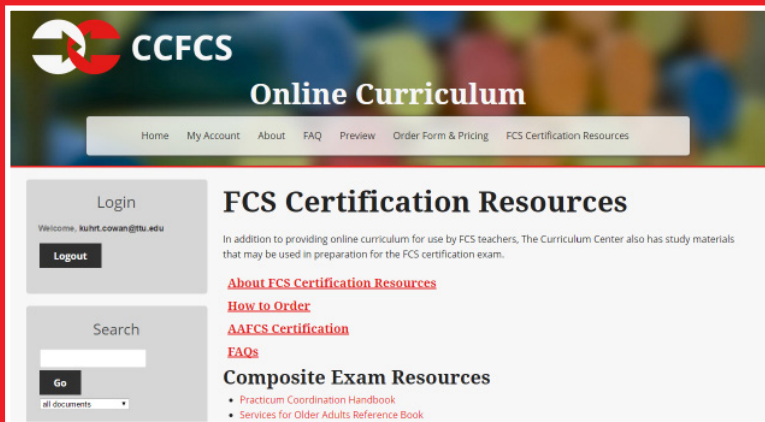 CCFCS
Online Curriculum
Home My Account About FAQ Preview Order Form & Pricing FCS Certification Resources
Login
Welcome, kuhrt.cowan@ttu.edu
Logout
Search
Go
all documents
FCS Certification Resources
In addition to providing online curriculum for use by FCS teachers, The Curriculum Center also has study materials
that may be used in preparation for the FCS certification exam.
About FCS Certification Resources
How to Order
AAFCS Certification
FAQs
Composite Exam Resources
Practicum Coordination Handbook
Services for Older Adults Reference Book